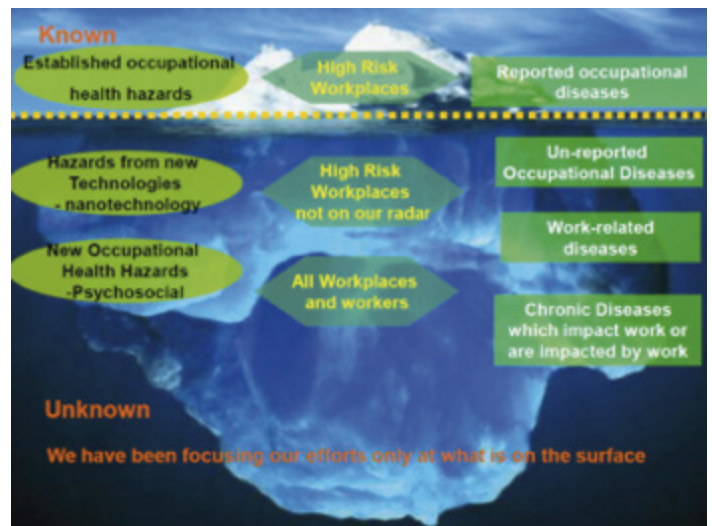 Known
Established occupational
health hazards
High Risk
Workplaces
Reported occupational
diseases
Hazards from new
Technologies
- nanotechnology
High Risk
Workplaces
not on our radar
Un-reported
Occupational Diseases
Work-related
diseases
New Occupational
Health Hazards
-Psychosocial
All Workplaces
and workers
Chronic Diseases
which impact work or
are impacted by work
Unknown
We have been focusing our efforts only at what is on the surface